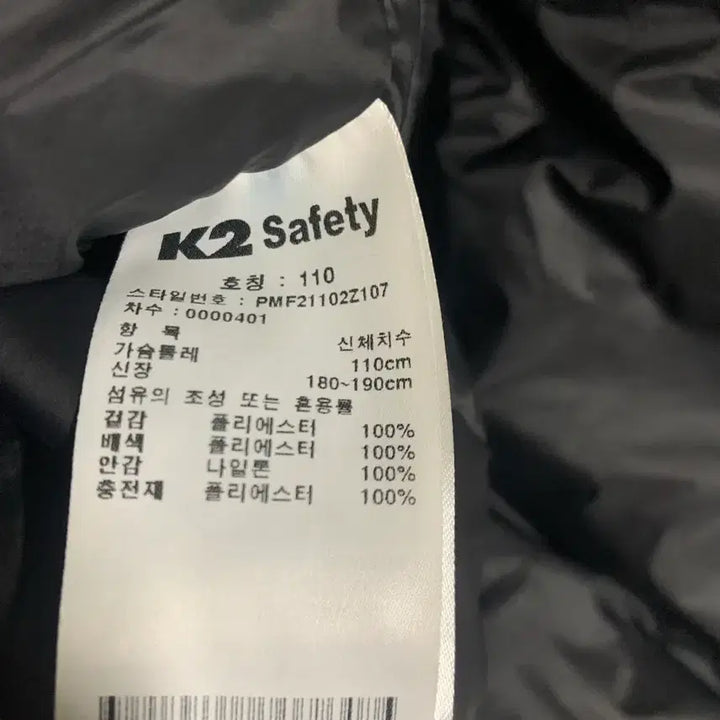 K2 Safety
호칭 : 110
스타일번호 : PMF21102Z107
차수 : 0000401
항 목 신체치수
가슴둘레 110cm
신장 180~190cm
섬유의 조성 또는 혼용률
겉감 폴리에스터 100%
배색 폴리에스터 100%
안감 나일론 100%
충전재 폴리에스터 100%